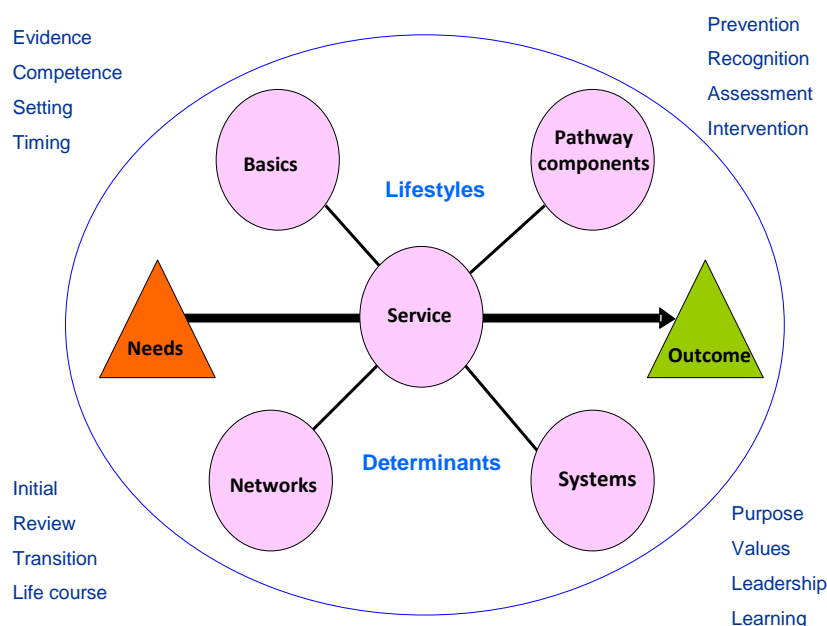 Evidence
Competence
Setting
Timing
Prevention
Recognition
Assessment
Intervention
Basics
Pathway
components
Lifestyles
Needs
Service
Outcome
Networks
Determinants
Systems
Initial
Review
Transition
Life course
Purpose
Values
Leadership
Learning